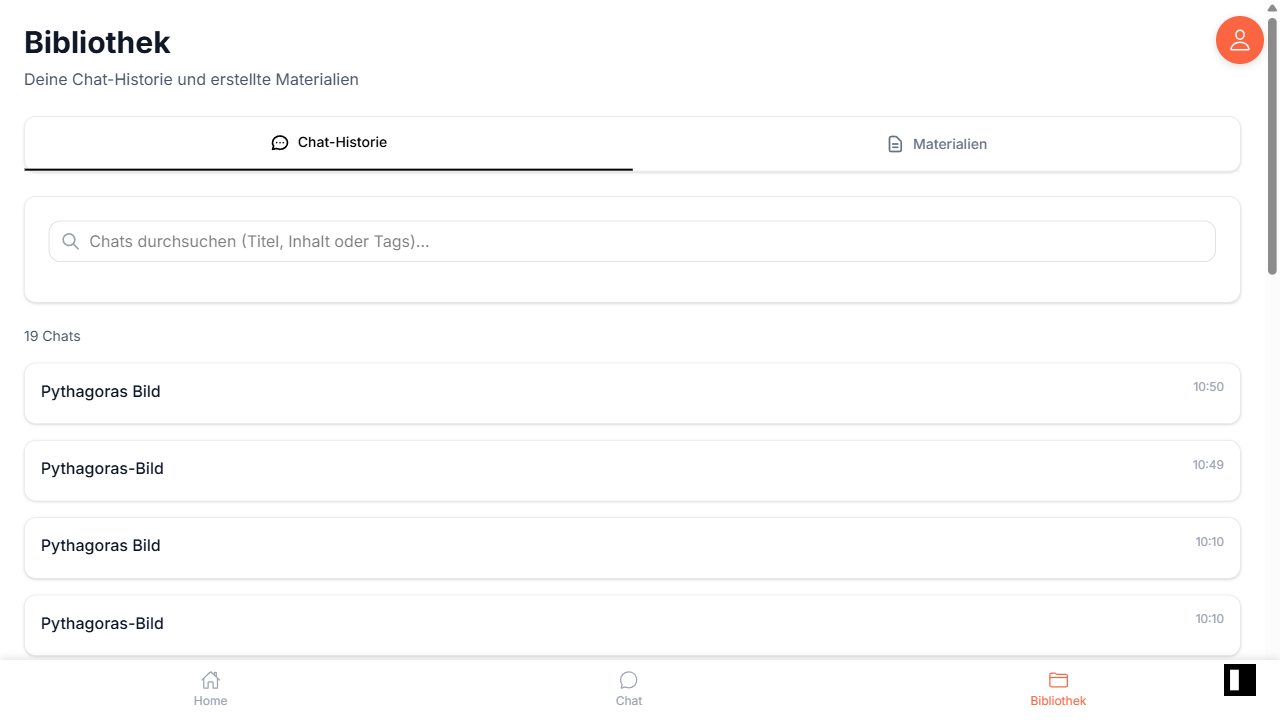 Bibliothek
Deine Chat-Historie und erstellte Materialien
Chat-Historie
Materialien
Chats durchsuchen (Titel, Inhalt oder Tags)...
19 Chats
Pythagoras Bild
10:50
Pythagoras-Bild
10:49
Pythagoras Bild
10:10
Pythagoras-Bild
10:10
Home
Chat
Bibliothek